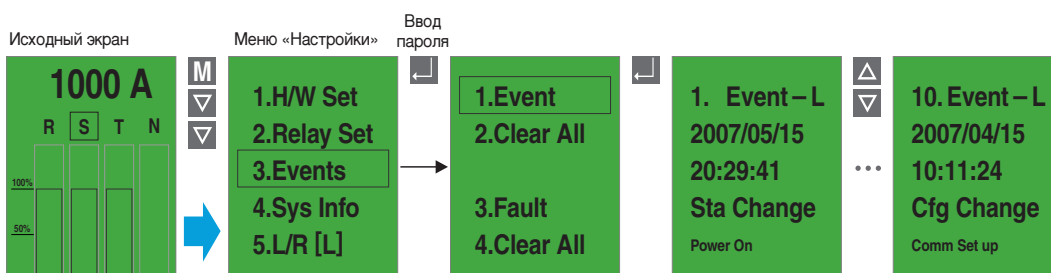 Ввод
пароля
Исходный экран
Меню «Настройки»
1000 A
R S T N
100%
50%
M
1.H/W Set
2.Relay Set
3.Events
4.Sys Info
5.L/R [L]
1.Event
2.Clear All
3.Fault
4.Clear All
1. Event – L
2007/05/15
20:29:41
Sta Change
Power On
...
10. Event – L
2007/04/15
10:11:24
Cfg Change
Comm Set up